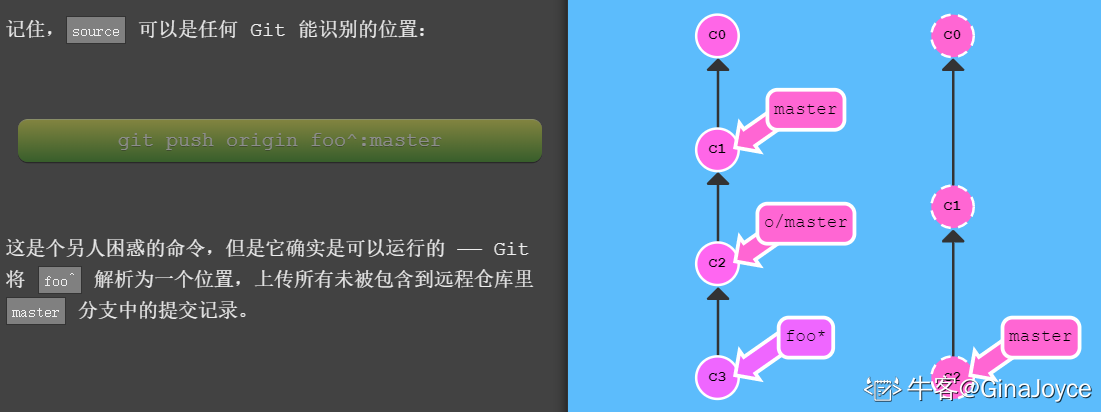 记住，source 可以是任何 Git 能识别的位置：
git push origin foo^:master
这是个另人困惑的命令，但是它确实是可以运行的 —— Git
将 foo^ 解析为一个位置，上传所有未被包含到远程仓库里
master 分支中的提交记录。
c0
master
c1
o/master
c2
foo*
c3
c0
c1
master
c2
牛客@GinaJoyce